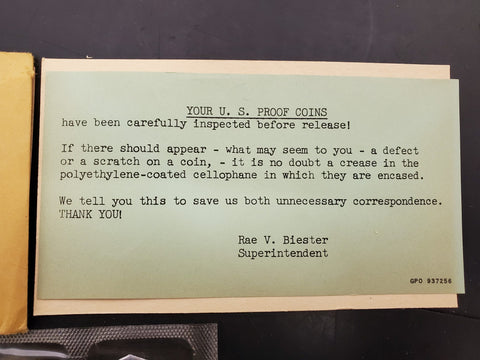 YOUR U. S. PROOF COINS
have been carefully inspected before release!
If there should appear - what may seem to you - a defect
or a scratch on a coin, - it is no doubt a crease in the
polyethylene-coated cellophane in which they are encased.
We tell you this to save us both unnecessary correspondence.
THANK YOU!
Rae V. Biester
Superintendent
GPO 937256